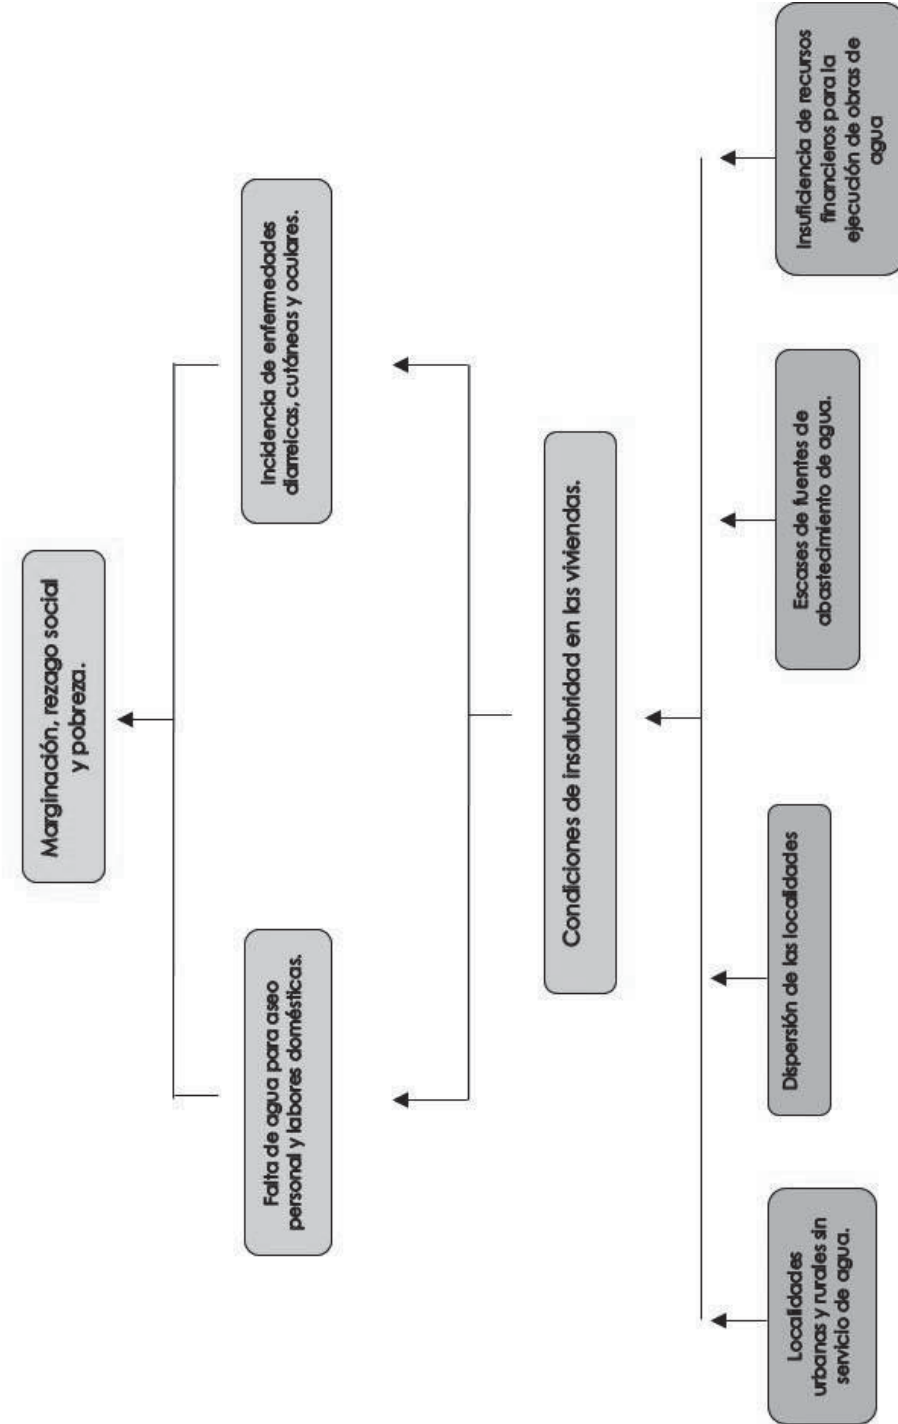 Marginación, rezago social
y pobreza.
Falta de agua para aseo
personal y labores domésticas.
Incidencia de enfermedades
diarreicas, cutáneas y oculares.
Condiciones de insalubridad en las viviendas.
Localidades
urbanas y rurales sin
servicio de agua.
Dispersión de las localidades
Escases de fuentes de
abastecimiento de agua.
Insuficiencia de recursos
financieros para la
ejecución de obras de
agua